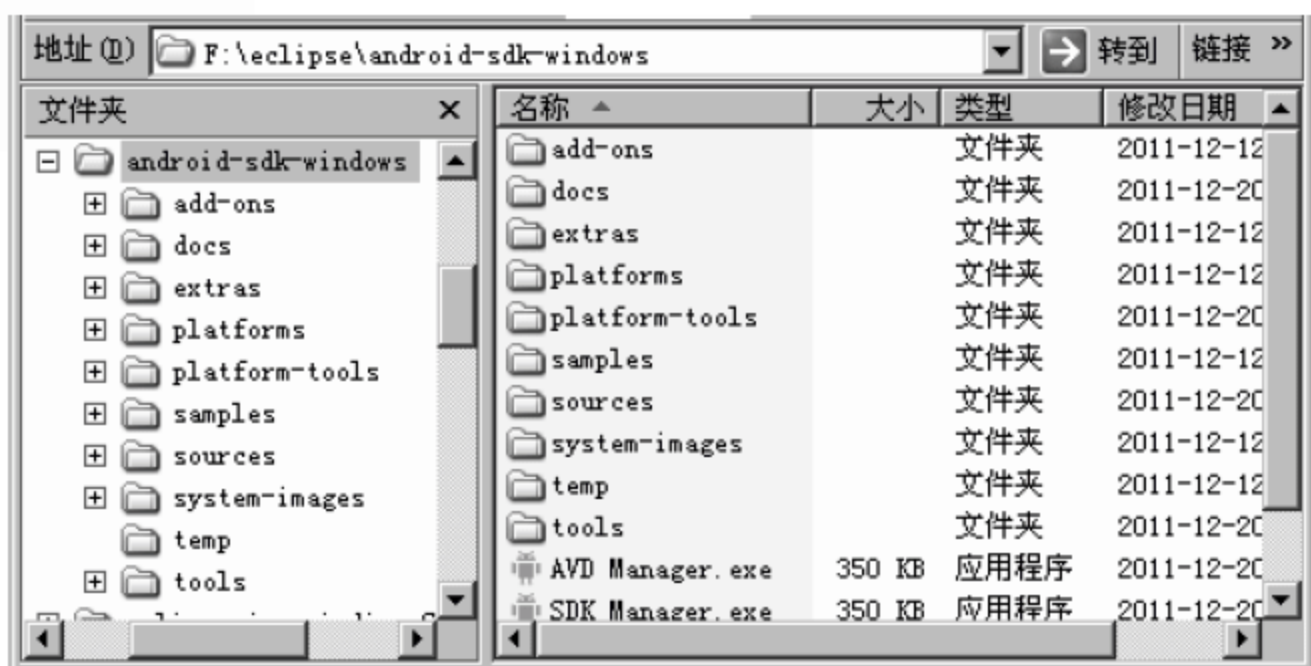 地址(D) F:\eclipse\android-sdk-windows 转到 链接 »
文件夹
android-sdk-windows
add-ons
docs
extras
platforms
platform-tools
samples
sources
system-images
temp
tools
名称 大小 类型 修改日期
add-ons 文件夹 2011-12-12
docs 文件夹 2011-12-20
extras 文件夹 2011-12-12
platforms 文件夹 2011-12-12
platform-tools 文件夹 2011-12-20
samples 文件夹 2011-12-12
sources 文件夹 2011-12-20
system-images 文件夹 2011-12-12
temp 文件夹 2011-12-12
tools 文件夹 2011-12-20
AVD Manager.exe 350 KB 应用程序 2011-12-20
SDK Manager.exe 350 KB 应用程序 2011-12-20